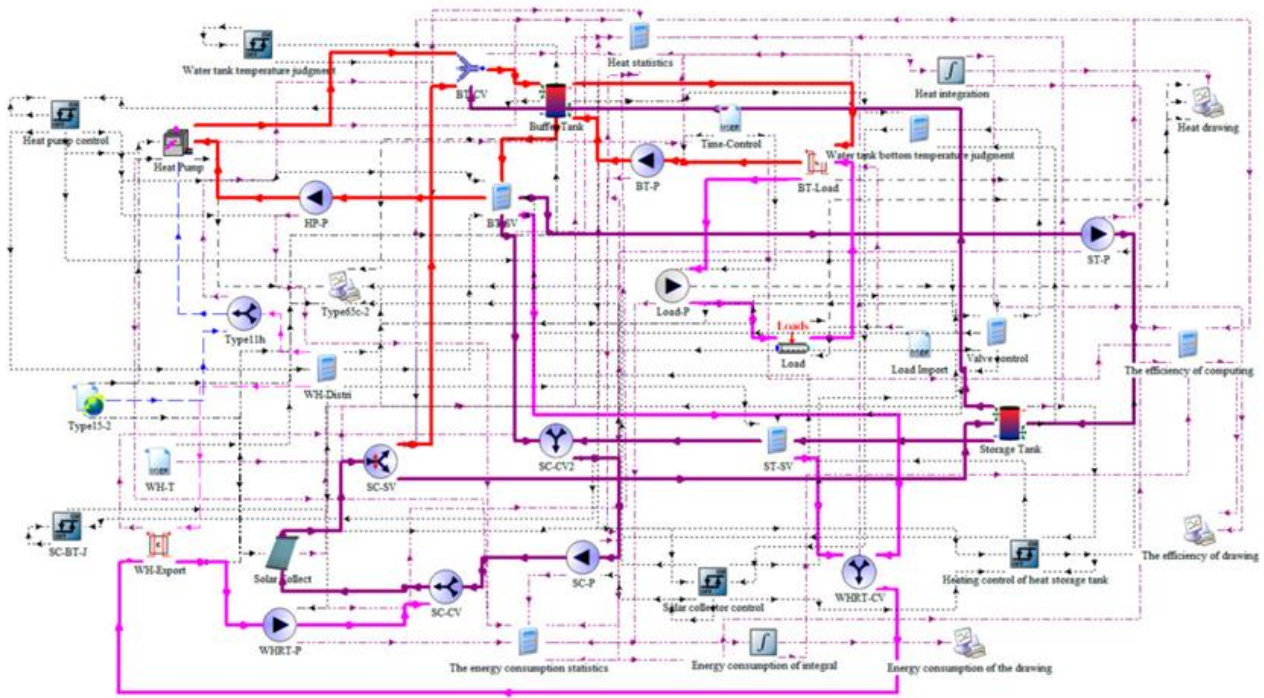 Heat statistics
Water tank temperature judgment
BT-CV
Heat integration
Buffer Tank
Heat drawing
Heat pump control
Time-Control
USER
Heat Pump
Water tank bottom temperature judgment
BT-P
BT-Load
HP-P
BT-SV
ST-P
Type65c-2
Load-P
Type11h
Loads
Load
USER
Load Import
Valve control
The efficiency of computing
WH-Distri
Type15-2
Storage Tank
SC-CV2
ST-SV
USER
WH-T
SC-SV
SC-BT-J
WH-Export
Solar Collect
SC-P
SC-CV
Solar collector control
WHRT-CV
Heating control of heat storage tank
The efficiency of drawing
WHRT-P
The energy consumption statistics
Energy consumption of integral
Energy consumption of the drawing